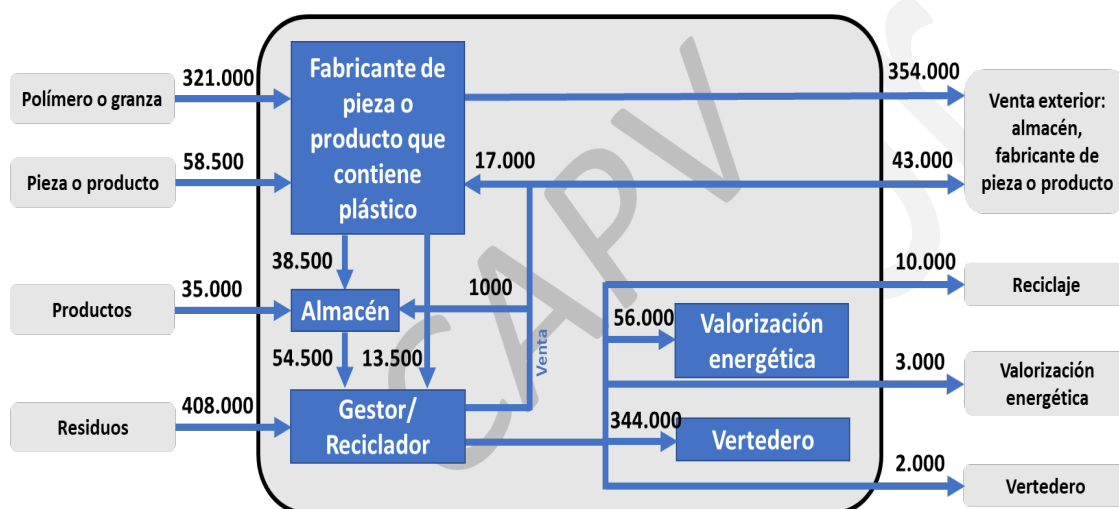 321.000
Polímero o granza
58.500
Pieza o producto
35.000
Productos
408.000
Residuos
Fabricante de
pieza o
producto que
contiene
plástico
17.000
38.500
Almacén
1000
54.500
13.500
Venta
Gestor/
Reciclador
56.000
Valorización
energética
344.000
Vertedero
354.000
43.000
Venta exterior:
almacén,
fabricante de
pieza o producto
10.000
Reciclaje
3.000
Valorización
energética
2.000
Vertedero
CAPV